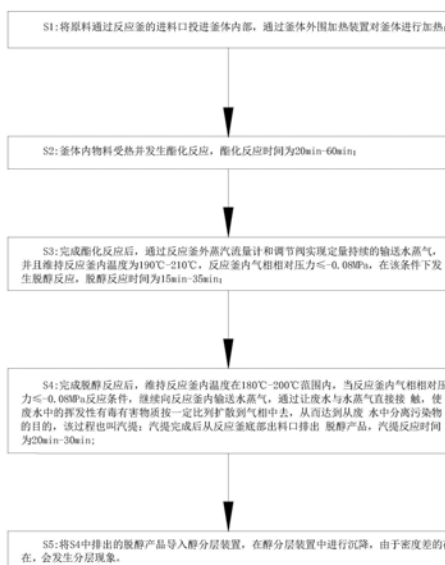 S1:将原料通过反应釜的进料口投进釜体内部，通过釜体外围加热装置对釜体进行加热
S2:釜体内物料受热并发生酯化反应，酯化反应时间为20min-60min;
S3:完成酯化反应后，通过反应釜外蒸汽流量计和调节阀实现定量持续的输送水蒸气，
并且维持反应釜内温度为190℃-210℃，反应釜内气相相对压力≤-0.08MPa，在该条件下发
生脱醇反应，脱醇反应时间为15min-35min;
S4:完成脱醇反应后，维持反应釜内温度在180℃-200℃范围内，当反应釜内气相相对压
力≤-0.08MPa反应条件，继续向反应釜内输送水蒸气，通过让废水与水蒸气直接接 触，使
废水中的挥发性有毒有害物质按一定比列扩散到气相中去，从而达到从废 水中分离污染物
的目的，该过程也叫汽提；汽提完成后从反应釜底部出料口排出 脱醇产品，汽提反应时间
为20min-30min;
S5:将S4中排出的脱醇产品导入醇分层装置，在醇分层装置中进行沉降，由于密度差的存
在，会发生分层现象。